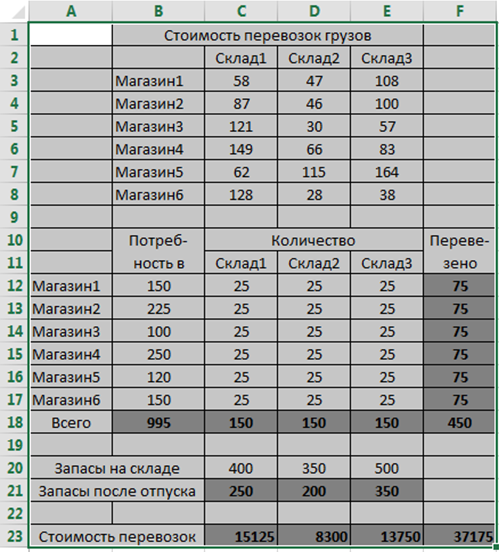 A B C D E F
1 Стоимость перевозок грузов
2 Склад1 Склад2 Склад3
3 Магазин1 58 47 108
4 Магазин2 87 46 100
5 Магазин3 121 30 57
6 Магазин4 149 66 83
7 Магазин5 62 115 164
8 Магазин6 128 28 38
9
10 Потреб- Количество Переве-
11 ность в Склад1 Склад2 Склад3 зено
12 Магазин1 150 25 25 25 75
13 Магазин2 225 25 25 25 75
14 Магазин3 100 25 25 25 75
15 Магазин4 250 25 25 25 75
16 Магазин5 120 25 25 25 75
17 Магазин6 150 25 25 25 75
18 Всего 995 150 150 150 450
19
20 Запасы на складе 400 350 500
21 Запасы после отпуска 250 200 350
22
23 Стоимость перевозок 15125 8300 13750 37175